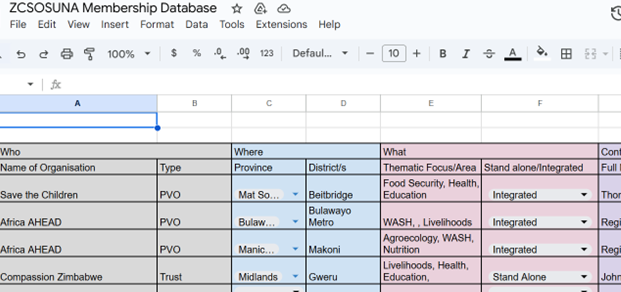 ZCSOSUNA Membership Database
File Edit View Insert Format Data Tools Extensions Help
100% $ % .0 .00 123 Defaul... 10 B I S A
fx
A B C D E F
Who Where What
Name of Organisation Type Province District/s Thematic Focus/Area Stand alone/Integrated Full
Food Security, Health,
Save the Children PVO Mat So... Beitbridge Education Integrated
Bulawayo
Africa AHEAD PVO Bulaw... Metro WASH, , Livelihoods Integrated
Agroecology, WASH,
Africa AHEAD PVO Manic... Makoni Nutrition Integrated
Livelihoods, Health,
Compassion Zimbabwe Trust Midlands Gweru Education, Stand Alone John